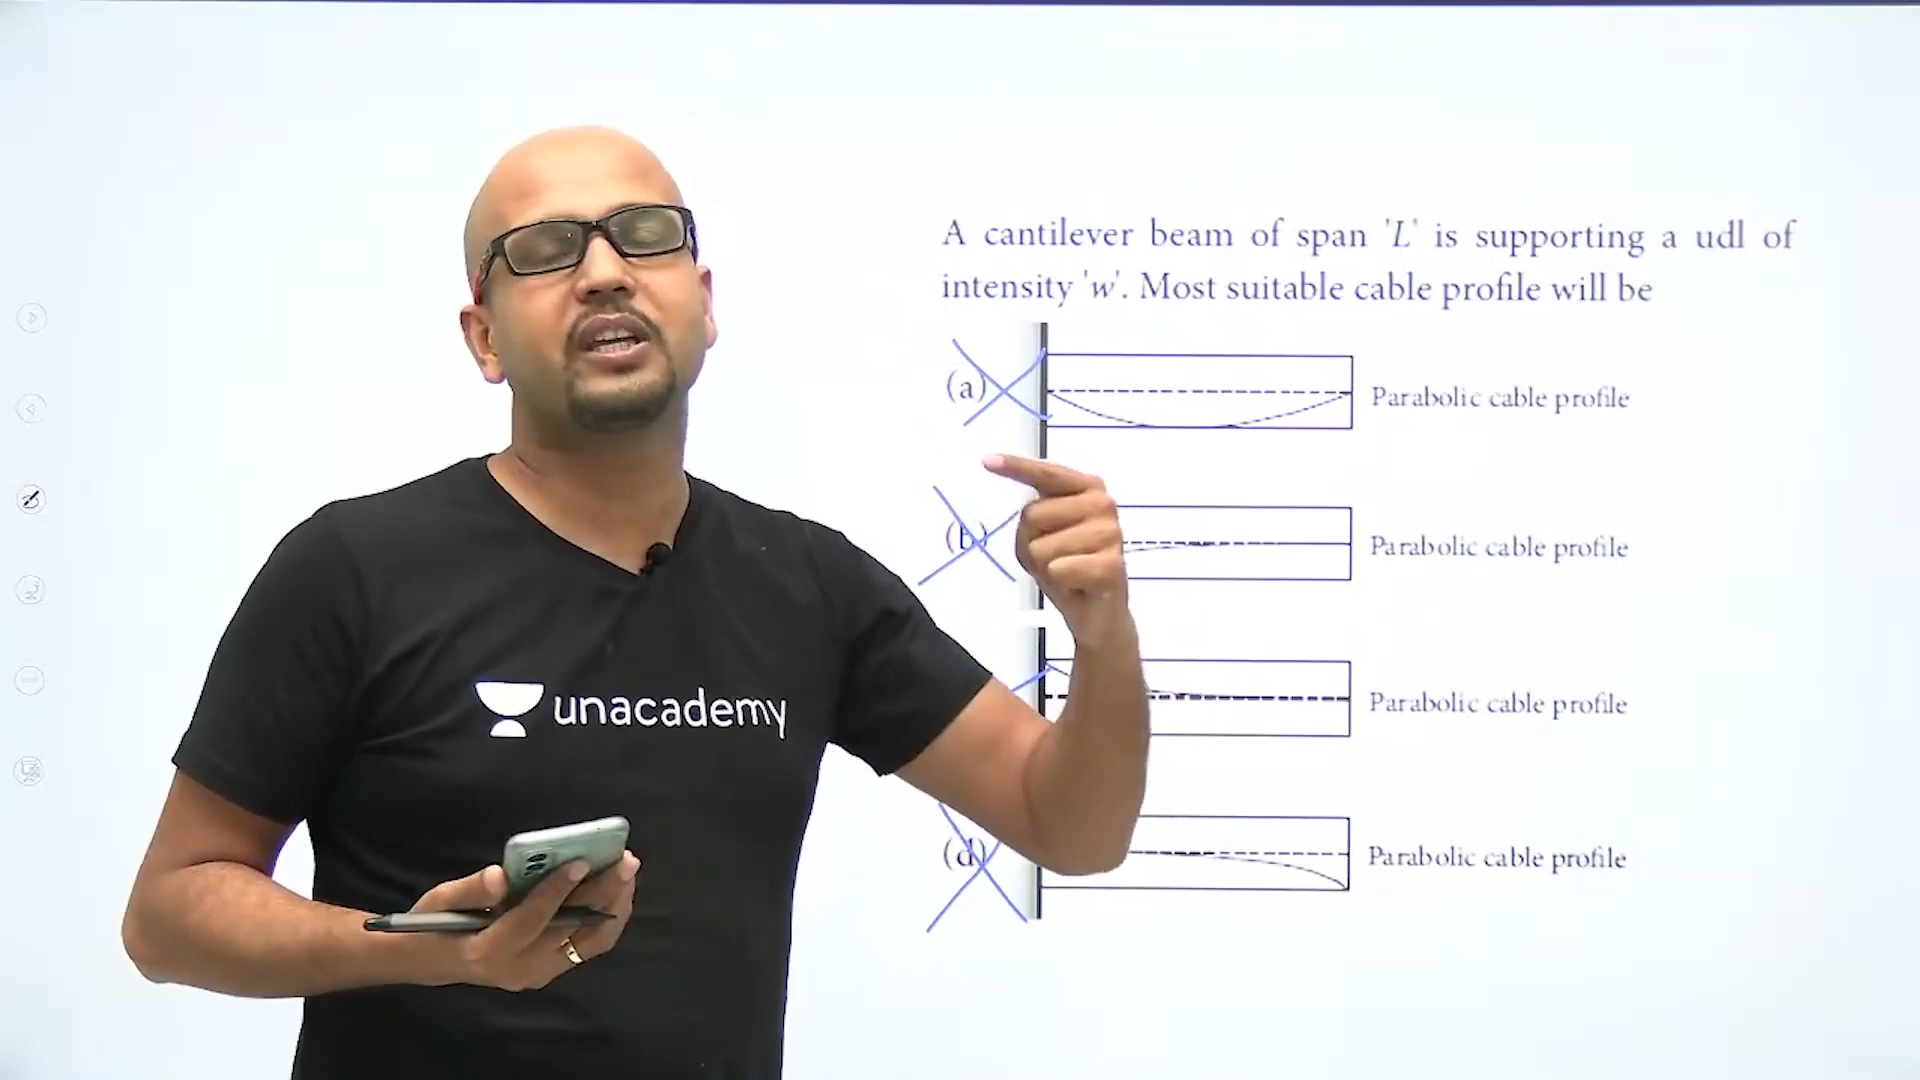 A cantilever beam of span 'L' is supporting a udl of
intensity 'w'. Most suitable cable profile will be
(a) Parabolic cable profile
(b) Parabolic cable profile
Parabolic cable profile
unacademy
(d) Parabolic cable profile